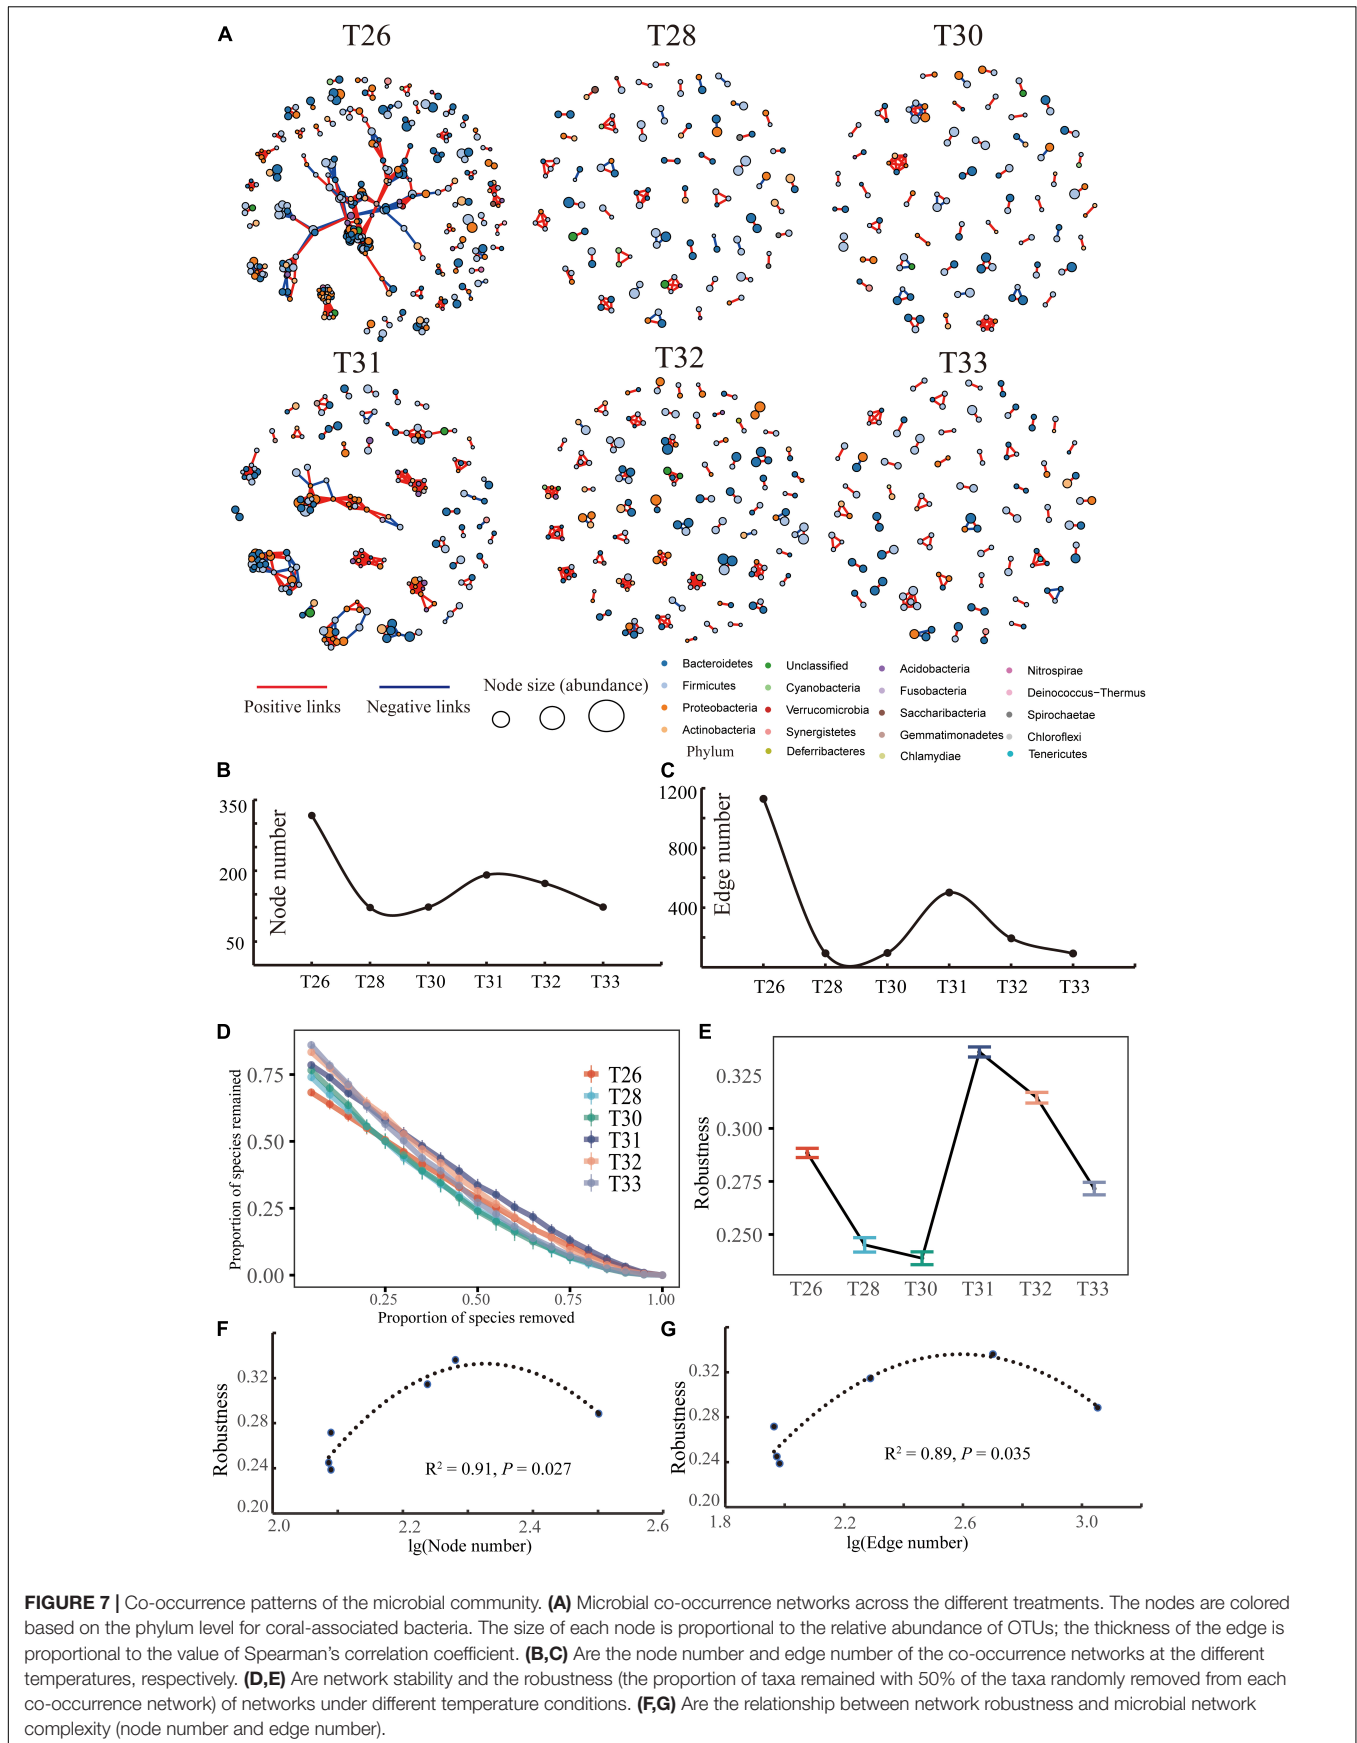 A
T26
T28
T30
T31
T32
T33
Positive links
Negative links
Node size (abundance)
Bacteroidetes
Firmicutes
Proteobacteria
Actinobacteria
Phylum
Unclassified
Cyanobacteria
Verrucomicrobia
Synergistetes
Deferribacteres
Acidobacteria
Fusobacteria
Saccharibacteria
Gemmatimonadetes
Chlamydiae
Nitrospirae
Deinococcus−Thermus
Spirochaetae
Chloroflexi
Tenericutes
B
Node number
350
200
50
T26 T28 T30 T31 T32 T33
C
Edge number
1200
800
400
T26 T28 T30 T31 T32 T33
D
Proportion of species remained
0.75
0.50
0.25
0.00
T26
T28
T30
T31
T32
T33
0.25 0.50 0.75 1.00
Proportion of species removed
E
Robustness
0.325
0.300
0.275
0.250
T26 T28 T30 T31 T32 T33
F
Robustness
0.32
0.28
0.24
0.20
R² = 0.91, P = 0.027
2.0 2.2 2.4 2.6
lg(Node number)
G
Robustness
0.32
0.28
0.24
0.20
R² = 0.89, P = 0.035
1.8 2.2 2.6 3.0
lg(Edge number)
FIGURE 7 | Co-occurrence patterns of the microbial community. (A) Microbial co-occurrence networks across the different treatments. The nodes are colored
based on the phylum level for coral-associated bacteria. The size of each node is proportional to the relative abundance of OTUs; the thickness of the edge is
proportional to the value of Spearman's correlation coefficient. (B,C) Are the node number and edge number of the co-occurrence networks at the different
temperatures, respectively. (D,E) Are network stability and the robustness (the proportion of taxa remained with 50% of the taxa randomly removed from each
co-occurrence network) of networks under different temperature conditions. (F,G) Are the relationship between network robustness and microbial network
complexity (node number and edge number).